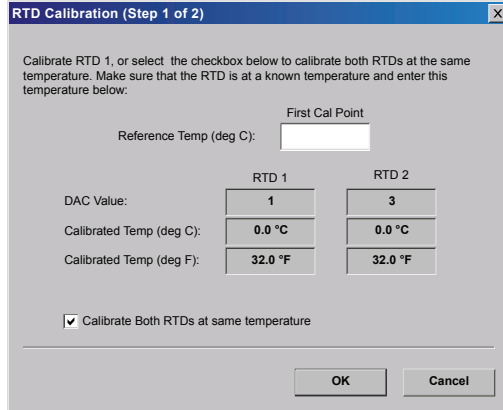 RTD Calibration (Step 1 of 2)
X
Calibrate RTD 1, or select the checkbox below to calibrate both RTDs at the same
temperature. Make sure that the RTD is at a known temperature and enter this
temperature below:
First Cal Point
Reference Temp (deg C):
RTD 1 RTD 2
DAC Value: 1 3
Calibrated Temp (deg C): 0.0 °C 0.0 °C
Calibrated Temp (deg F): 32.0 °F 32.0 °F
Calibrate Both RTDs at same temperature
OK Cancel